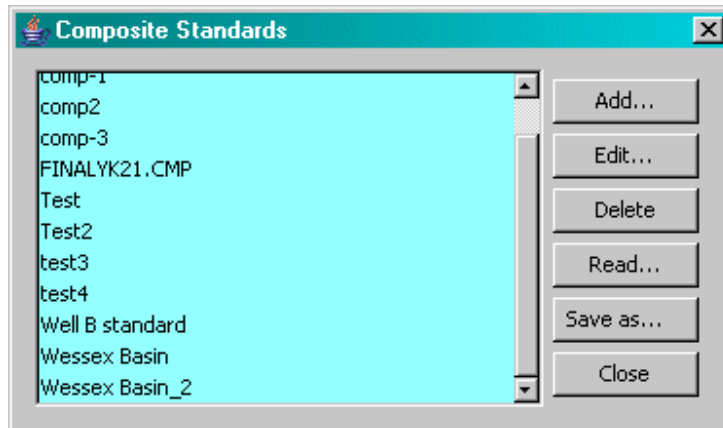 Composite Standards
comp-1
comp2
comp-3
FINALYK21.CMP
Test
Test2
test3
test4
Well B standard
Wessex Basin
Wessex Basin_2
Add...
Edit...
Delete
Read...
Save as...
Close